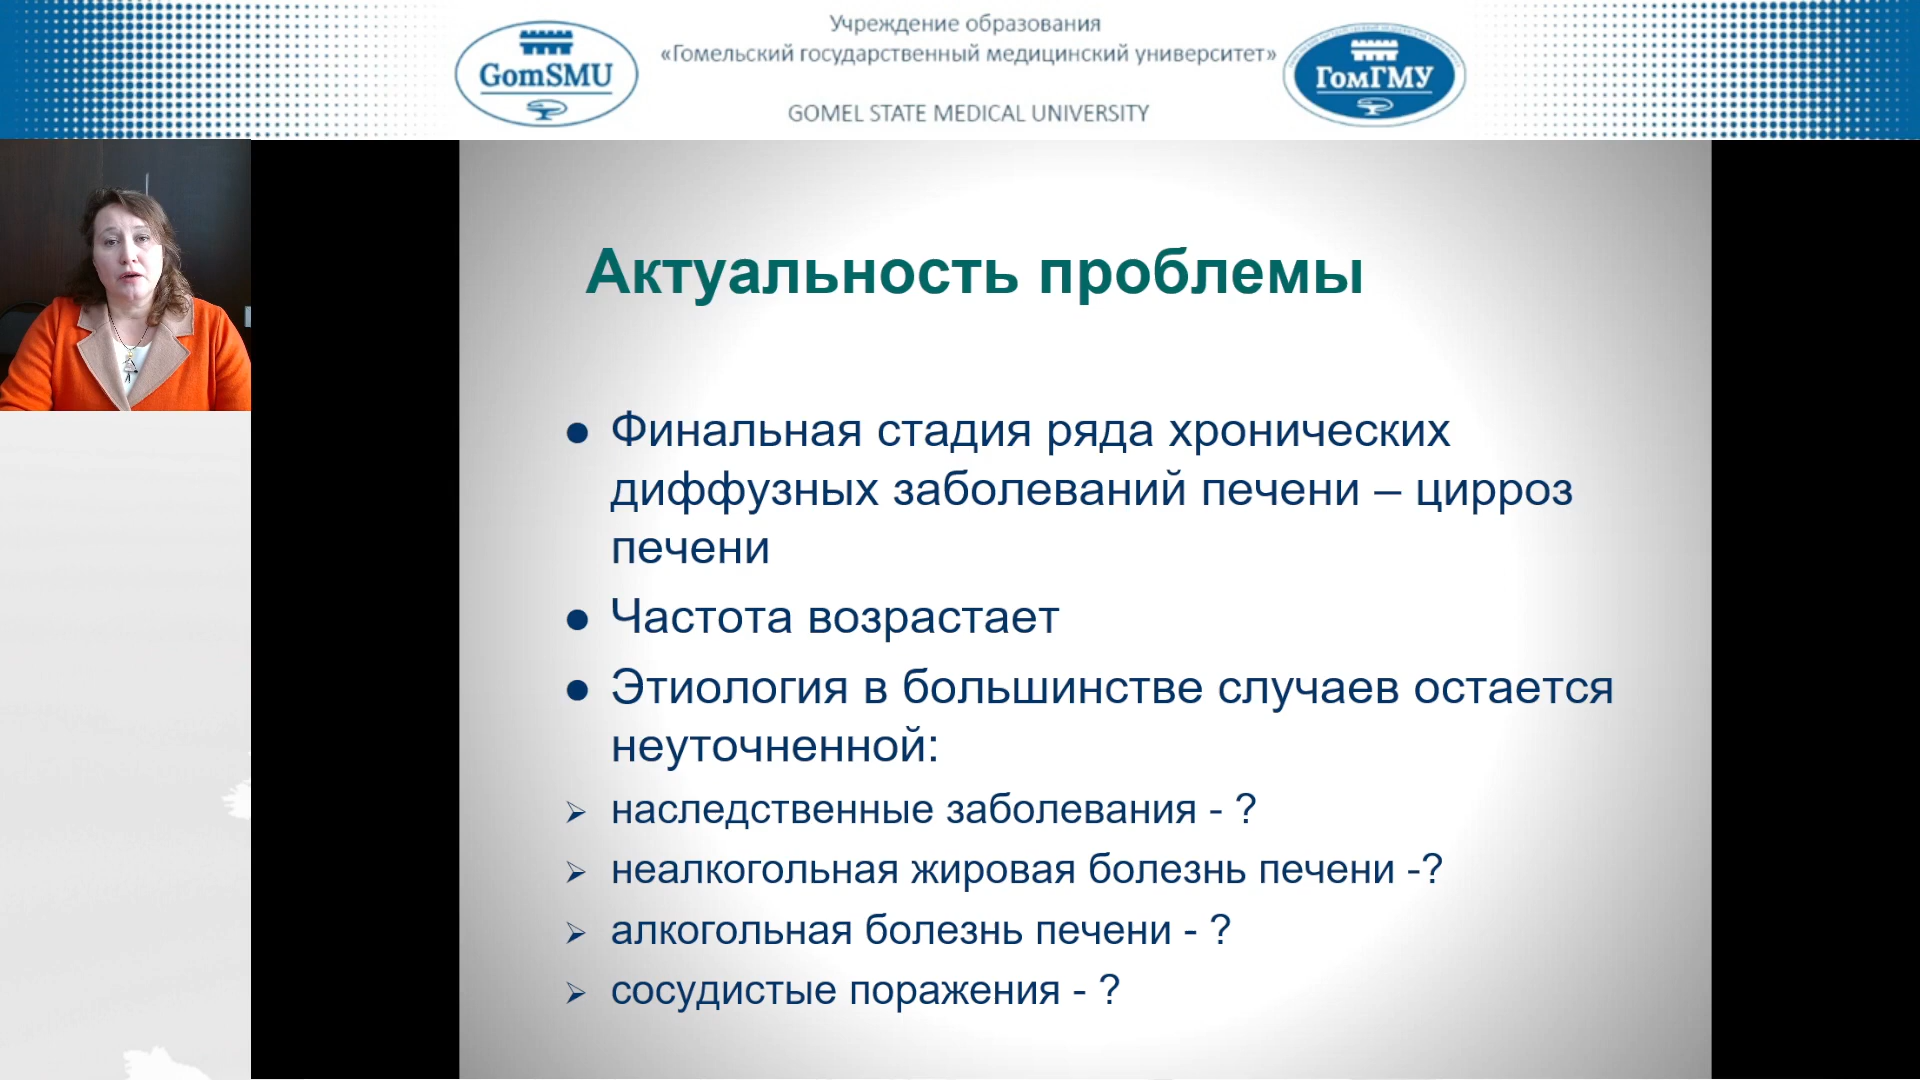 Учреждение образования
«Гомельский государственный медицинский университет»
GOMEL STATE MEDICAL UNIVERSITY
GomSMU
ГомГМУ
Актуальность проблемы
● Финальная стадия ряда хронических
диффузных заболеваний печени – цирроз
печени
● Частота возрастает
● Этиология в большинстве случаев остается
неуточненной:
➢ наследственные заболевания - ?
➢ неалкогольная жировая болезнь печени -?
➢ алкогольная болезнь печени - ?
➢ сосудистые поражения - ?